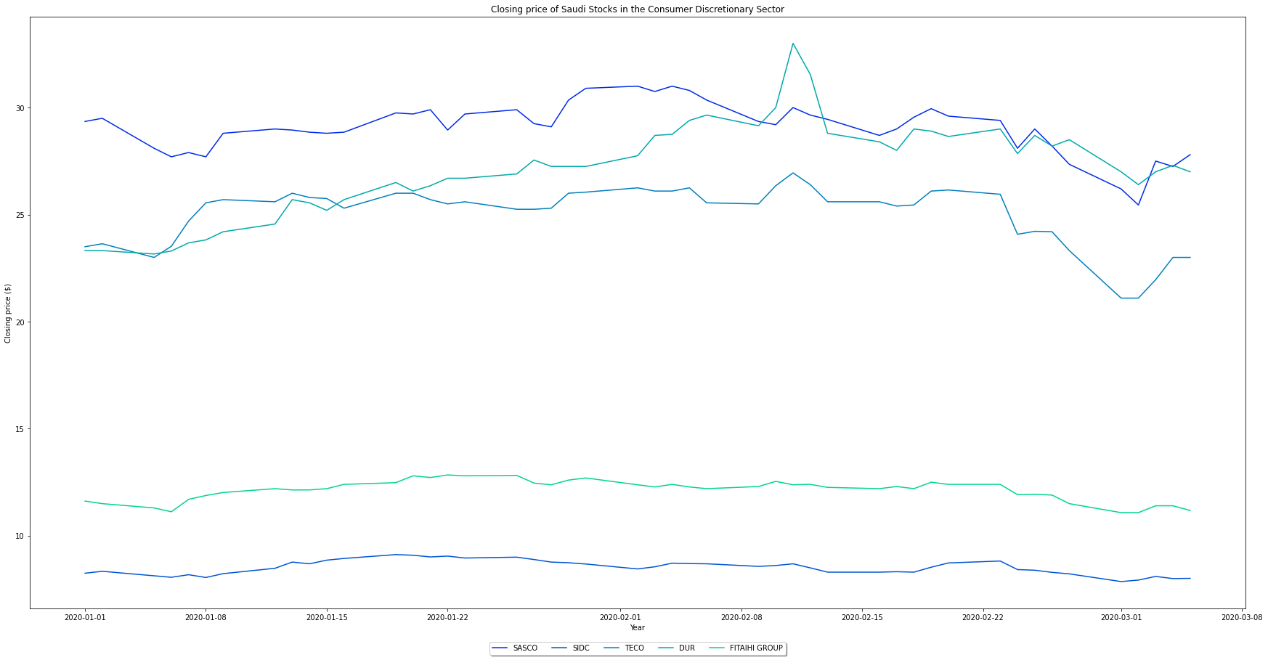 Closing price of Saudi Stocks in the Consumer Discretionary Sector
Closing price ($)
30
25
20
15
10
2020-01-01 2020-01-08 2020-01-15 2020-01-22 2020-02-01 2020-02-08 2020-02-15 2020-02-22 2020-03-01 2020-03-08
Year
SASCO SIDC TECO DUR FITAIHI GROUP